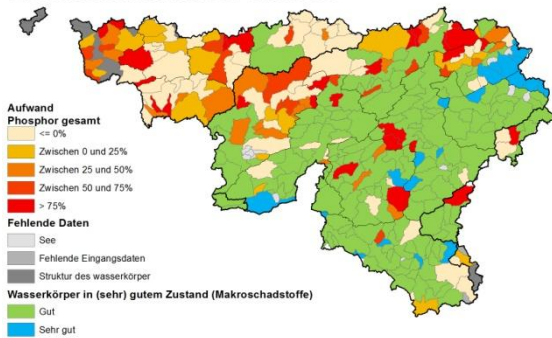 Aufwand
Phosphor gesamt
<= 0%
Zwischen 0 und 25%
Zwischen 25 und 50%
Zwischen 50 und 75%
> 75%
Fehlende Daten
See
Fehlende Eingangsdaten
Struktur des wasserkörper
Wasserkörper in (sehr) gutem Zustand (Makroschadstoffe)
Gut
Sehr gut